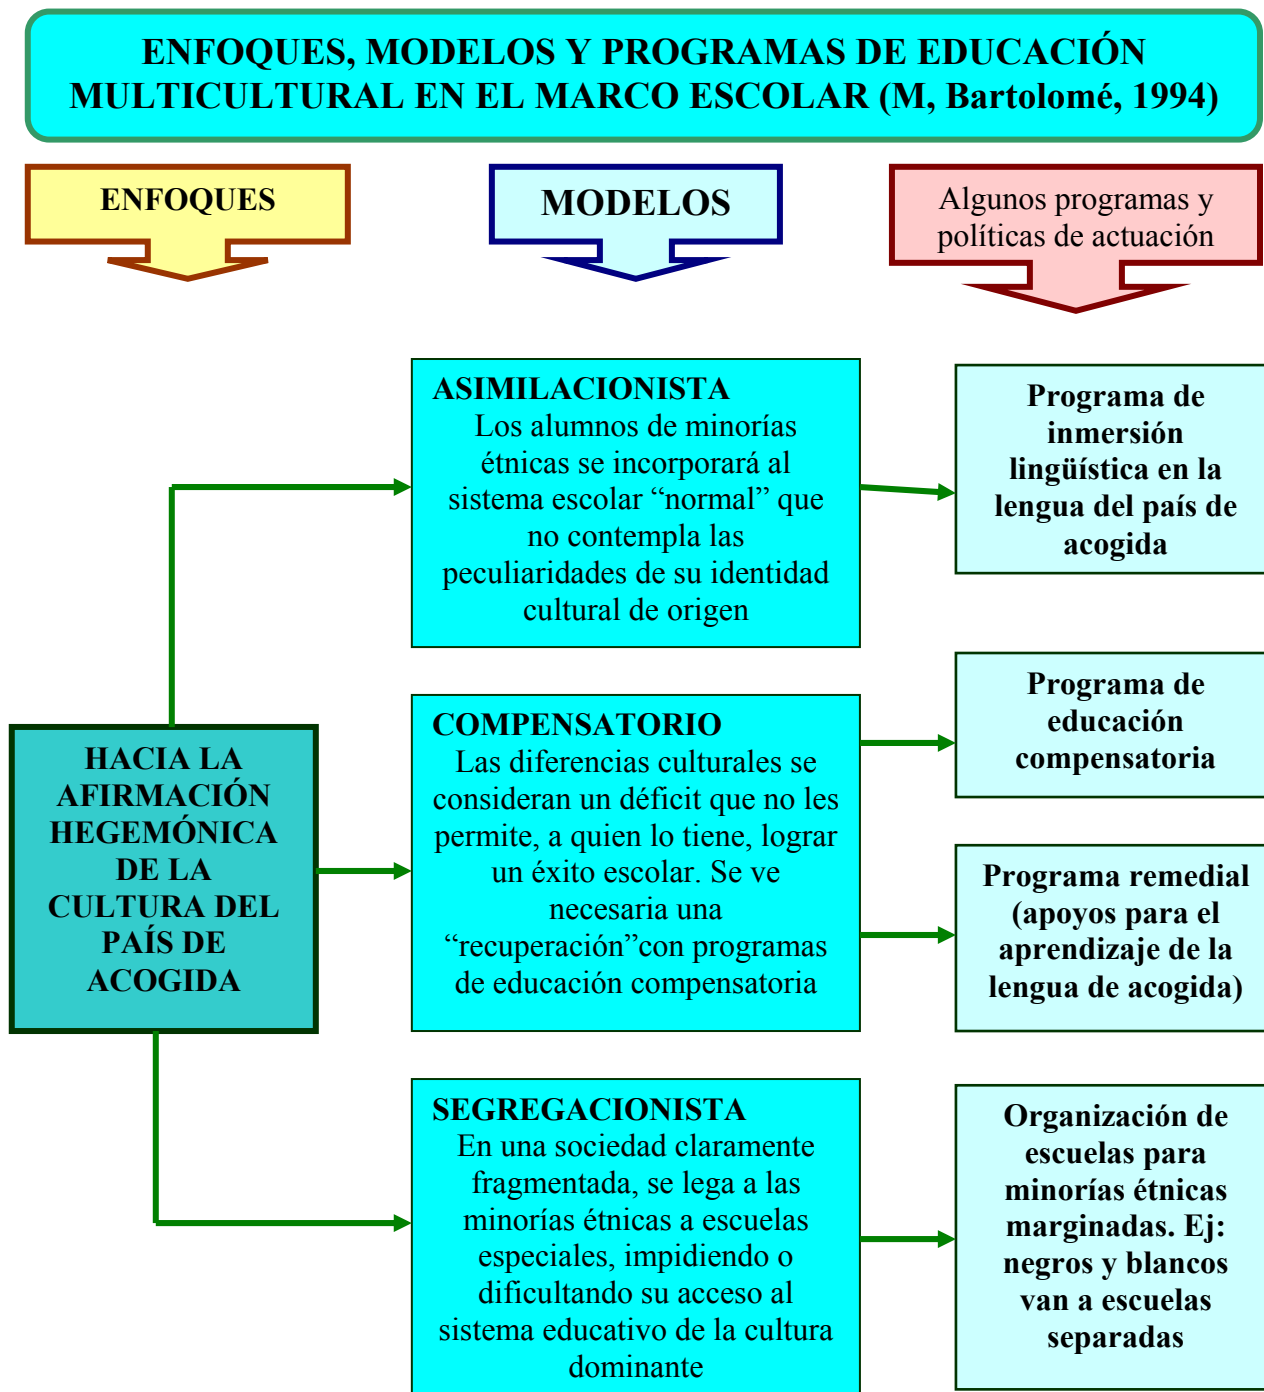 ENFOQUES, MODELOS Y PROGRAMAS DE EDUCACIÓN
MULTICULTURAL EN EL MARCO ESCOLAR (M, Bartolomé, 1994)
ENFOQUES
MODELOS
Algunos programas y
políticas de actuación
HACIA LA
AFIRMACIÓN
HEGEMÓNICA
DE LA
CULTURA DEL
PAÍS DE
ACOGIDA
ASIMILACIONISTA
Los alumnos de minorías
étnicas se incorporará al
sistema escolar “normal” que
no contempla las
peculiaridades de su identidad
cultural de origen
Programa de
inmersión
lingüística en la
lengua del país de
acogida
COMPENSATORIO
Las diferencias culturales se
consideran un déficit que no les
permite, a quien lo tiene, lograr
un éxito escolar. Se ve
necesaria una
“recuperación”con programas
de educación compensatoria
Programa de
educación
compensatoria
Programa remedial
(apoyos para el
aprendizaje de la
lengua de acogida)
SEGREGACIONISTA
En una sociedad claramente
fragmentada, se lega a las
minorías étnicas a escuelas
especiales, impidiendo o
dificultando su acceso al
sistema educativo de la cultura
dominante
Organización de
escuelas para
minorías étnicas
marginadas. Ej:
negros y blancos
van a escuelas
separadas